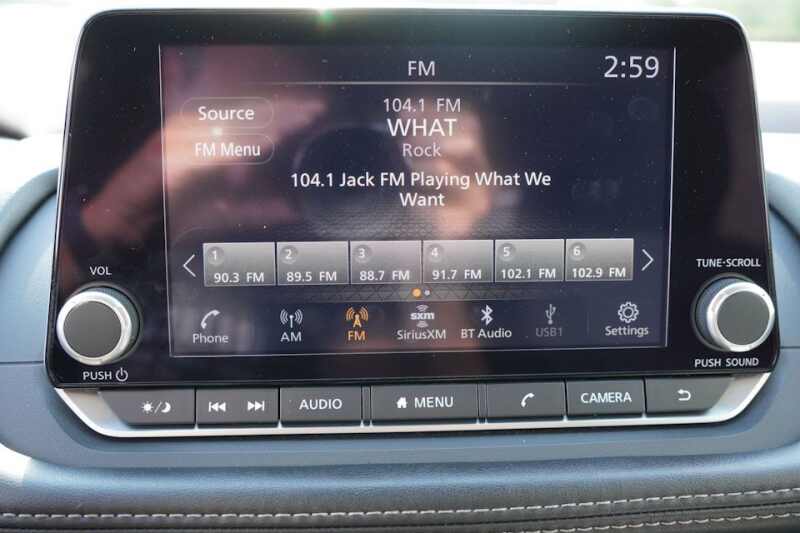 FM
2:59
Source
FM Menu
104.1 FM
WHAT
Rock
104.1 Jack FM Playing What We
Want
1
2
3
4
5
6
90.3 FM
89.5 FM
88.7 FM
91.7 FM
102.1 FM
102.9 FM
Phone
AM
FM
sxm
SiriusXM
BT Audio
USB1
Settings
VOL
PUSH
TUNE·SCROLL
PUSH SOUND
AUDIO
MENU
CAMERA